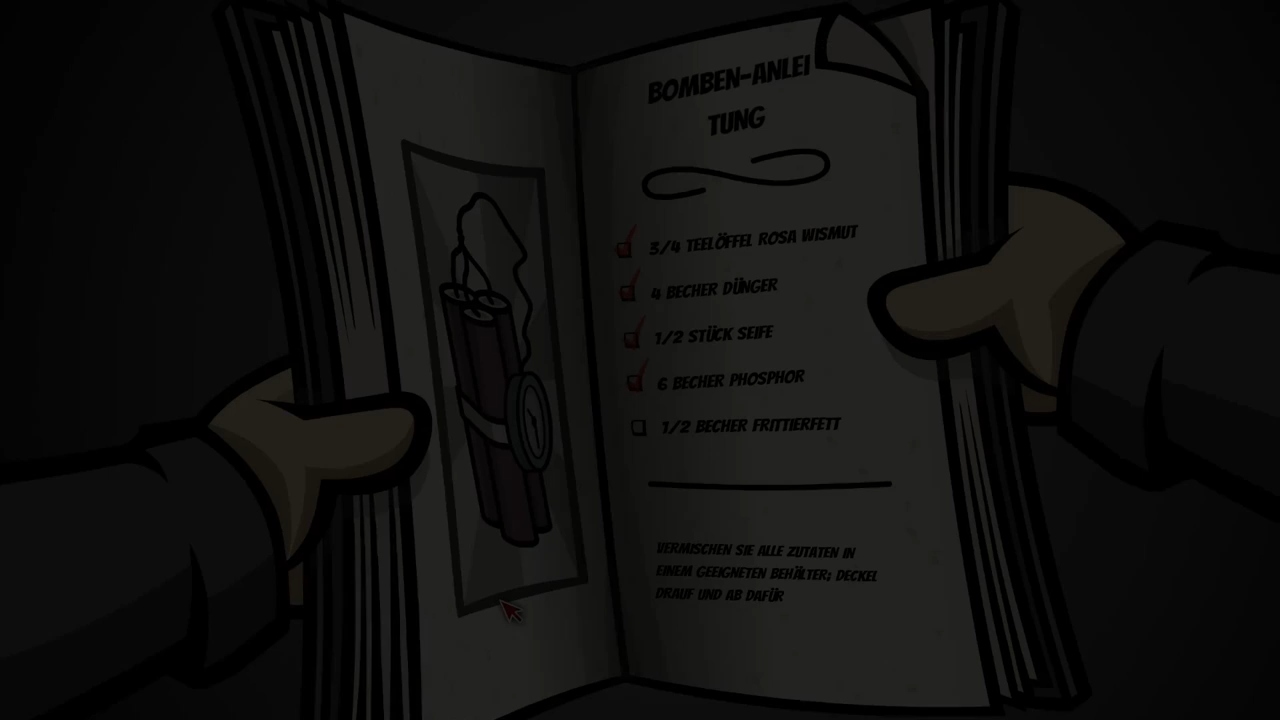 BOMBEN-ANLEI
TUNG
3/4 TEELÖFFEL ROSA WISMUT
4 BECHER DÜNGER
1/2 STÜCK SEIFE
6 BECHER PHOSPHOR
1/2 BECHER FRITTIERFETT
VERMISCHEN SIE ALLE ZUTATEN IN
EINEM GEEIGNETEN BEHÄLTER; DECKEL
DRAUF UND AB DAFÜR